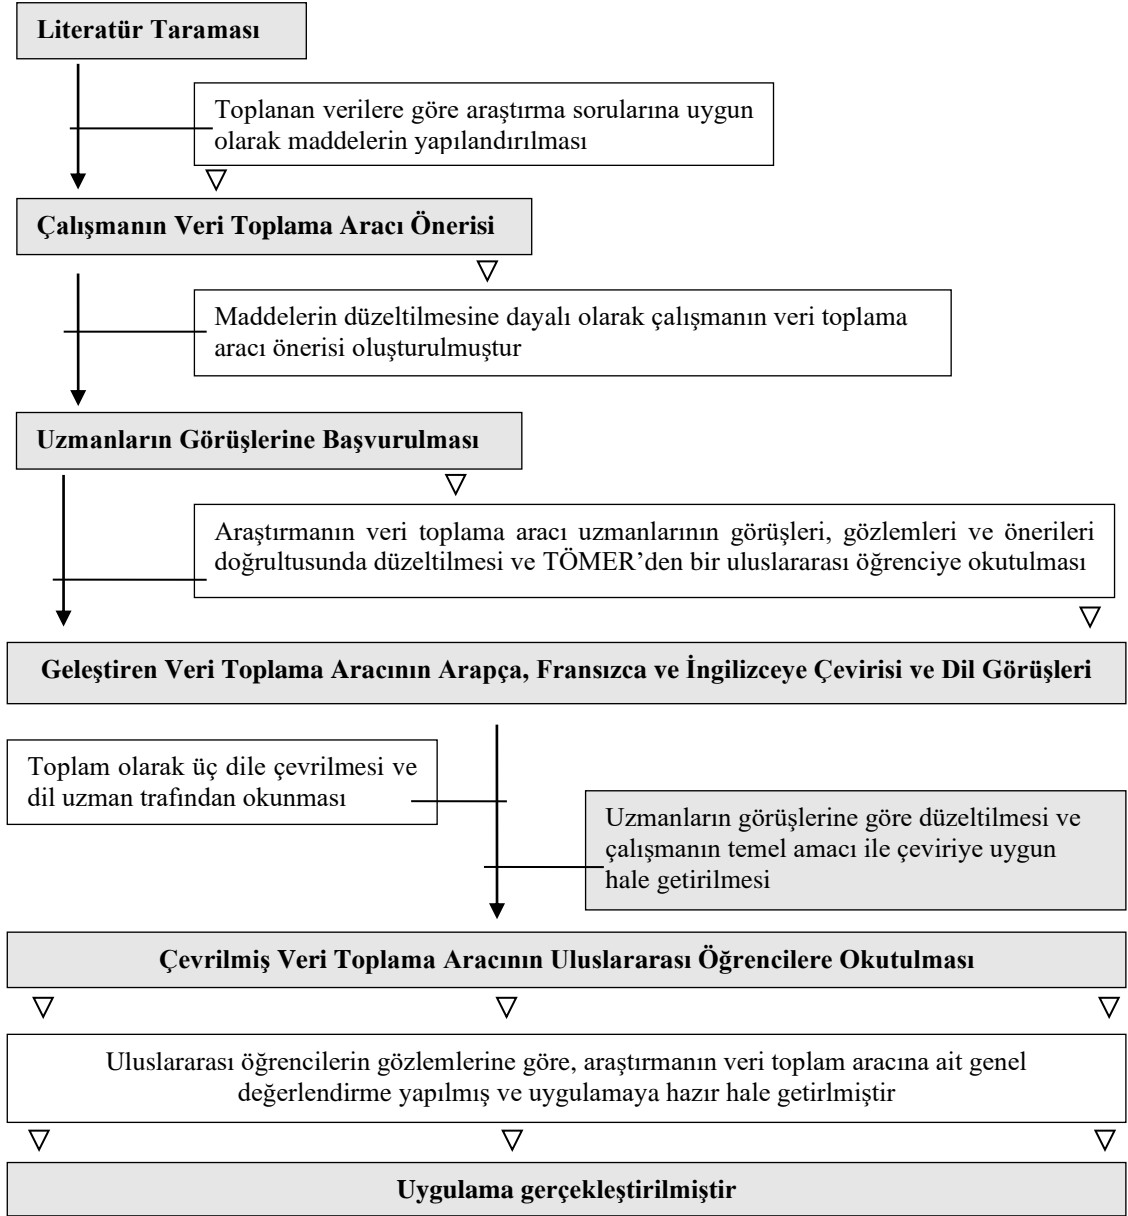 Literatür Taraması
Toplanan verilere göre araştırma sorularına uygun
olarak maddelerin yapılandırılması
Çalışmanın Veri Toplama Aracı Önerisi
Maddelerin düzeltilmesine dayalı olarak çalışmanın veri toplama
aracı önerisi oluşturulmuştur
Uzmanların Görüşlerine Başvurulması
Araştırmanın veri toplama aracı uzmanlarının görüşleri, gözlemleri ve önerileri
doğrultusunda düzeltilmesi ve TÖMER’den bir uluslararası öğrenciye okutulması
Geleştiren Veri Toplama Aracının Arapça, Fransızca ve İngilizceye Çevirisi ve Dil Görüşleri
Toplam olarak üç dile çevrilmesi ve
dil uzman trafından okunması
Uzmanların görüşlerine göre düzeltilmesi ve
çalışmanın temel amacı ile çeviriye uygun
hale getirilmesi
Çevrilmiş Veri Toplama Aracının Uluslararası Öğrencilere Okutulması
Uluslararası öğrencilerin gözlemlerine göre, araştırmanın veri toplam aracına ait genel
değerlendirme yapılmış ve uygulamaya hazır hale getirlmiştir
Uygulama gerçekleştirilmiştir